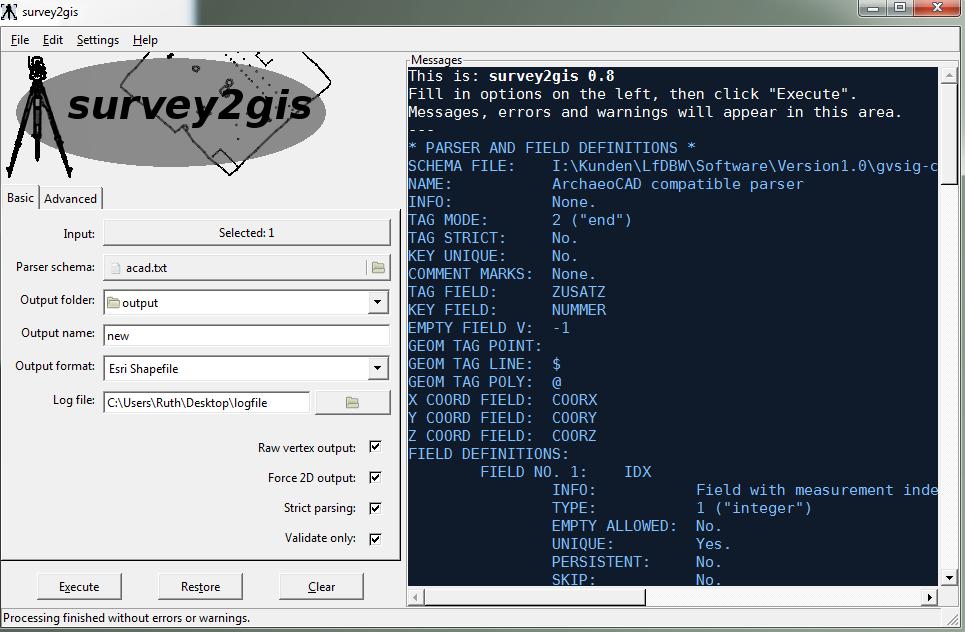 survey2gis
File Edit Settings Help
survey2gis
Basic Advanced
Input: Selected: 1
Parser schema: acad.txt
Output folder: output
Output name: new
Output format: Esri Shapefile
Log file: C:\Users\Ruth\Desktop\logfile
Raw vertex output:
Force 2D output:
Strict parsing:
Validate only:
Execute Restore Clear
Messages
This is: survey2gis 0.8
Fill in options on the left, then click "Execute".
Messages, errors and warnings will appear in this area.
---
* PARSER AND FIELD DEFINITIONS *
SCHEMA FILE: I:\Kunden\LfDBW\Software\Version1.0\gvsig-c
NAME: ArchaeoCAD compatible parser
INFO: None.
TAG MODE: 2 ("end")
TAG STRICT: No.
KEY UNIQUE: No.
COMMENT MARKS: None.
TAG FIELD: ZUSATZ
KEY FIELD: NUMMER
EMPTY FIELD V: -1
GEOM TAG POINT:
GEOM TAG LINE: $
GEOM TAG POLY: @
X COORD FIELD: COORX
Y COORD FIELD: COORY
Z COORD FIELD: COORZ
FIELD DEFINITIONS:
FIELD NO. 1: IDX
INFO: Field with measurement inde
TYPE: 1 ("integer")
EMPTY ALLOWED: No.
UNIQUE: Yes.
PERSISTENT: No.
SKIP: No.
Processing finished without errors or warnings.